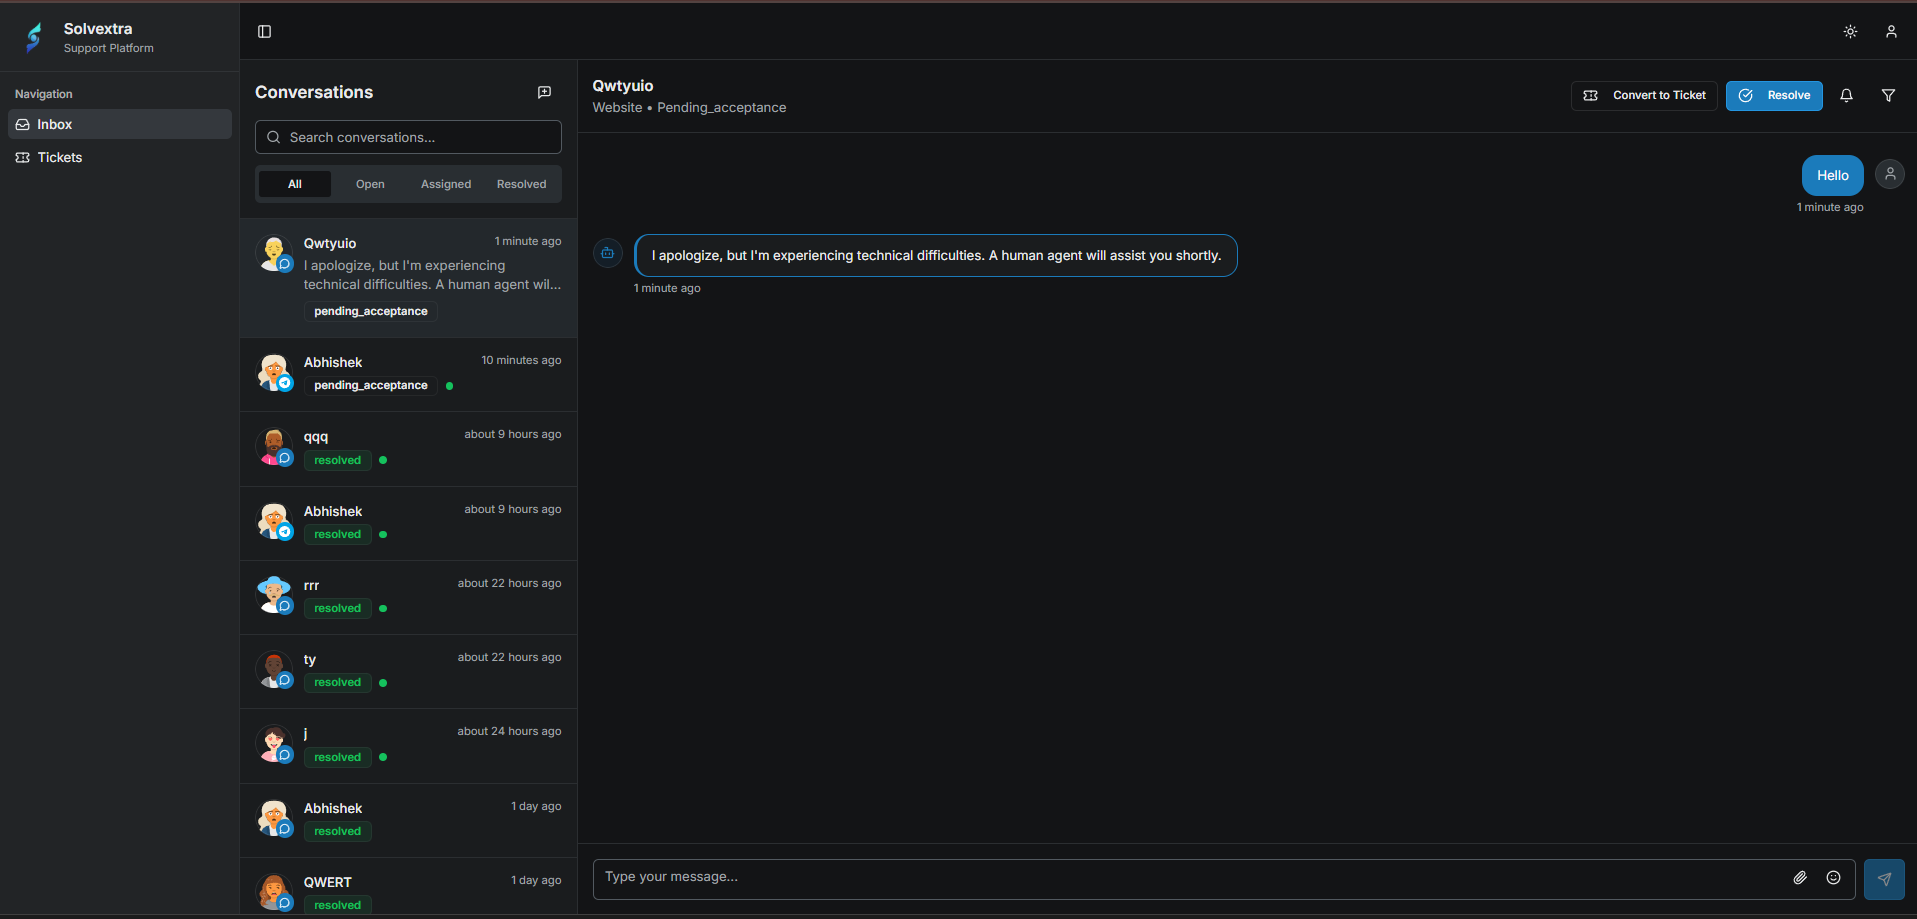 Solvextra
Support Platform
Navigation
Inbox
Tickets
Conversations
Search conversations...
All Open Assigned Resolved
Qwtyuio 1 minute ago
I apologize, but I'm experiencing
technical difficulties. A human agent wil...
pending_acceptance
Abhishek 10 minutes ago
pending_acceptance
qqq about 9 hours ago
resolved
Abhishek about 9 hours ago
resolved
rrr about 22 hours ago
resolved
ty about 22 hours ago
resolved
j about 24 hours ago
resolved
Abhishek 1 day ago
resolved
QWERT 1 day ago
resolved
Qwtyuio
Website • Pending_acceptance
Convert to Ticket Resolve
Hello
1 minute ago
I apologize, but I'm experiencing technical difficulties. A human agent will assist you shortly.
1 minute ago
Type your message...